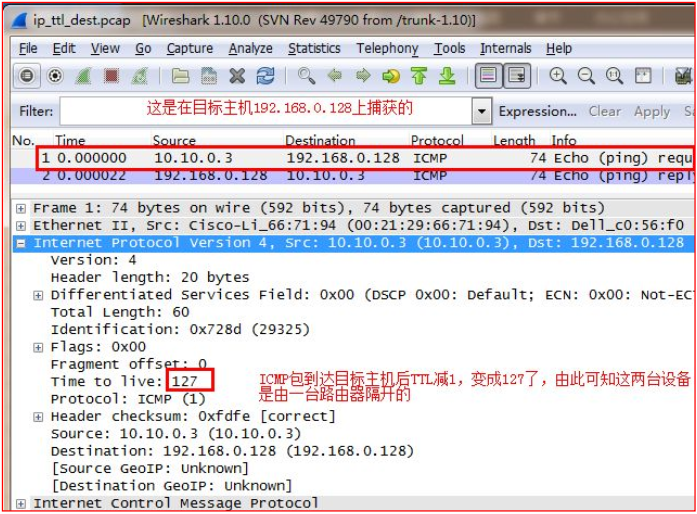 ip_ttl_dest.pcap [Wireshark 1.10.0 (SVN Rev 49790 from /trunk-1.10)]
File Edit View Go Capture Analyze Statistics Telephony Tools Internals Help
Filter: 这是在目标主机192.168.0.128上捕获的 Expression... Clear Apply
No. Time Source Destination Protocol Length Info
1 0.000000 10.10.0.3 192.168.0.128 ICMP 74 Echo (ping) requ
2 0.000022 192.168.0.128 10.10.0.3 ICMP 74 Echo (ping) repl
Frame 1: 74 bytes on wire (592 bits), 74 bytes captured (592 bits)
Ethernet II, Src: Cisco-Li_66:71:94 (00:21:29:66:71:94), Dst: Dell_c0:56:f0
Internet Protocol Version 4, Src: 10.10.0.3 (10.10.0.3), Dst: 192.168.0.128
Version: 4
Header length: 20 bytes
Differentiated Services Field: 0x00 (DSCP 0x00: Default; ECN: 0x00: Not-EC
Total Length: 60
Identification: 0x728d (29325)
Flags: 0x00
Fragment offset: 0
Time to live: 127
ICMP包到达目标主机后TTL减1，变成127了，由此可知这两台设备
是由一台路由器隔开的
Protocol: ICMP (1)
Header checksum: 0xfdfe [correct]
Source: 10.10.0.3 (10.10.0.3)
Destination: 192.168.0.128 (192.168.0.128)
[Source GeoIP: Unknown]
[Destination GeoIP: Unknown]
Internet Control Message Protocol